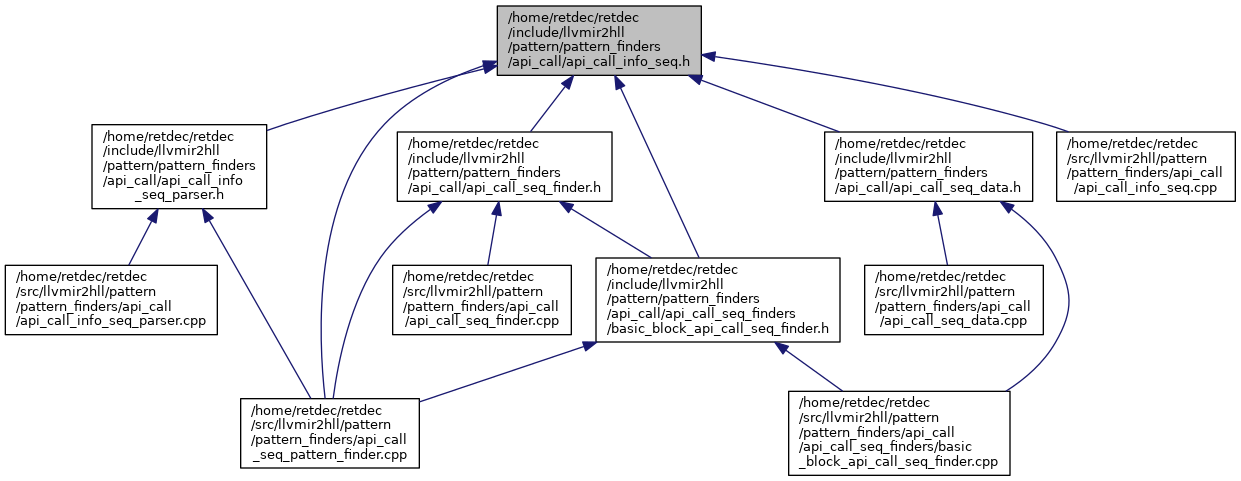 /home/retdec/retdec
/include/llvmir2hll
/pattern/pattern_finders
/api_call/api_call_info_seq.h
/home/retdec/retdec
/include/llvmir2hll
/pattern/pattern_finders
/api_call/api_call_info
_seq_parser.h
/home/retdec/retdec
/include/llvmir2hll
/pattern/pattern_finders
/api_call/api_call_seq_finder.h
/home/retdec/retdec
/include/llvmir2hll
/pattern/pattern_finders
/api_call/api_call_seq_data.h
/home/retdec/retdec
/src/llvmir2hll/pattern
/pattern_finders/api_call
/api_call_info_seq.cpp
/home/retdec/retdec
/src/llvmir2hll/pattern
/pattern_finders/api_call
/api_call_info_seq_parser.cpp
/home/retdec/retdec
/src/llvmir2hll/pattern
/pattern_finders/api_call
/api_call_seq_finder.cpp
/home/retdec/retdec
/include/llvmir2hll
/pattern/pattern_finders
/api_call/api_call_seq_finders
/basic_block_api_call_seq_finder.h
/home/retdec/retdec
/src/llvmir2hll/pattern
/pattern_finders/api_call
/api_call_seq_data.cpp
/home/retdec/retdec
/src/llvmir2hll/pattern
/pattern_finders/api_call
_seq_pattern_finder.cpp
/home/retdec/retdec
/src/llvmir2hll/pattern
/pattern_finders/api_call
/api_call_seq_finders/basic
_block_api_call_seq_finder.cpp